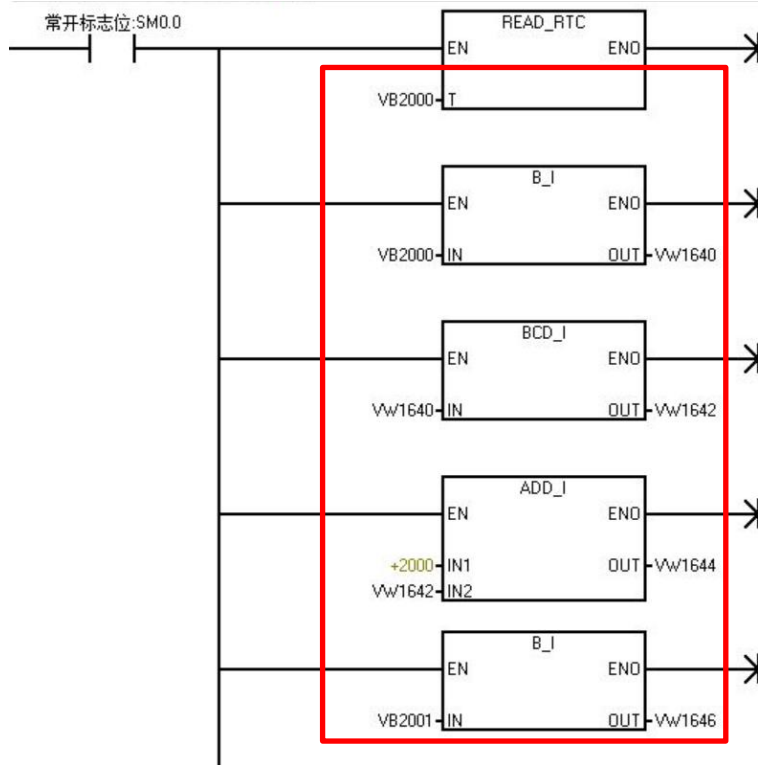 常开标志位:SM0.0
READ_RTC
EN ENO
VB2000 T
B_I
EN ENO
VB2000 IN OUT VW1640
BCD_I
EN ENO
VW1640 IN OUT VW1642
ADD_I
EN ENO
+2000 IN1 OUT VW1644
VW1642 IN2
B_I
EN ENO
VB2001 IN OUT VW1646